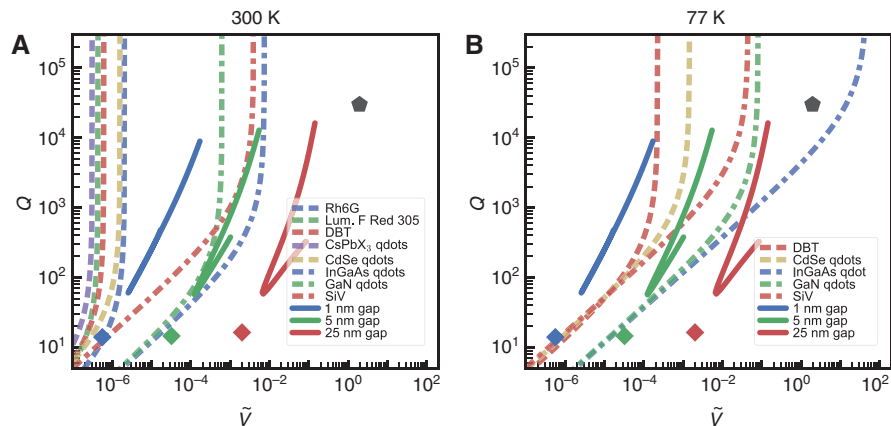 300 K
77 K
A
B
Q
10^5
10^4
10^3
10^2
10^1
Rh6G
Lum. F Red 305
DBT
CsPbX₃ qdots
CdSe qdots
InGaAs qdots
GaN qdots
SiV
1 nm gap
5 nm gap
25 nm gap
10^−6
10^−4
10^−2
10^0
10^2
Ṽ
Q
10^5
10^4
10^3
10^2
10^1
DBT
CdSe qdots
InGaAs qdot
GaN qdots
SiV
1 nm gap
5 nm gap
25 nm gap
10^−6
10^−4
10^−2
10^0
10^2
Ṽ